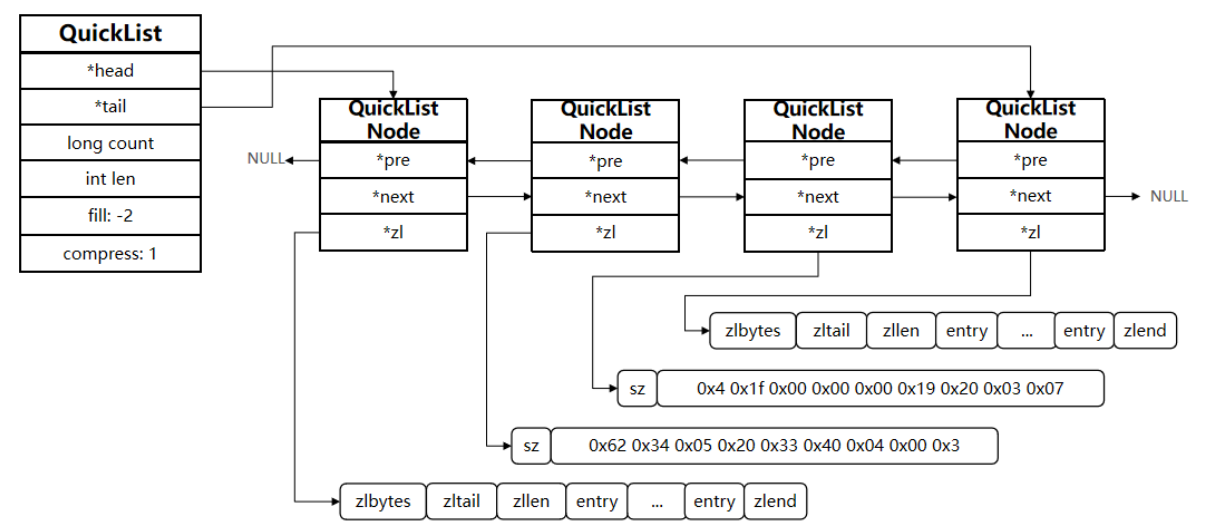 QuickList
*head
*tail
long count
int len
fill: -2
compress: 1
NULL
QuickList
Node
*pre
*next
*zl
QuickList
Node
*pre
*next
*zl
QuickList
Node
*pre
*next
*zl
QuickList
Node
*pre
*next
*zl
NULL
zlbytes zltail zllen entry ... entry zlend
sz 0x4 0x1f 0x00 0x00 0x00 0x19 0x20 0x03 0x07
sz 0x62 0x34 0x05 0x20 0x33 0x40 0x04 0x00 0x3
zlbytes zltail zllen entry ... entry zlend